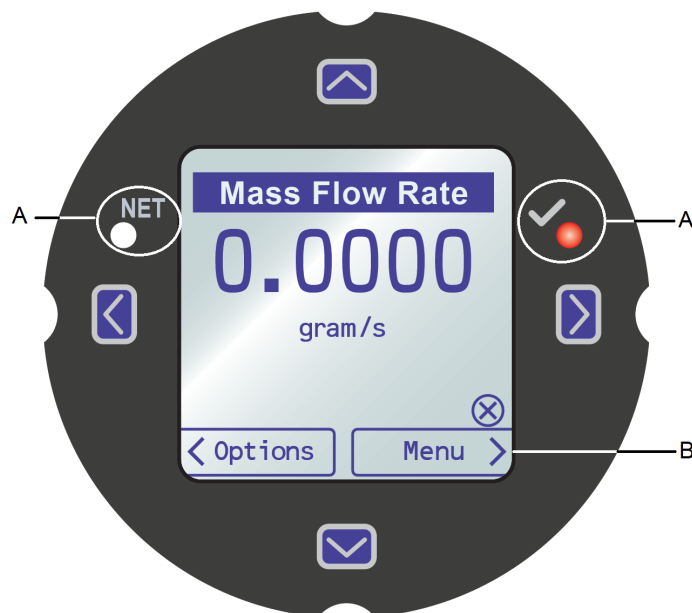 Mass Flow Rate
A NET A
0.0000
gram/s
Options Menu
B